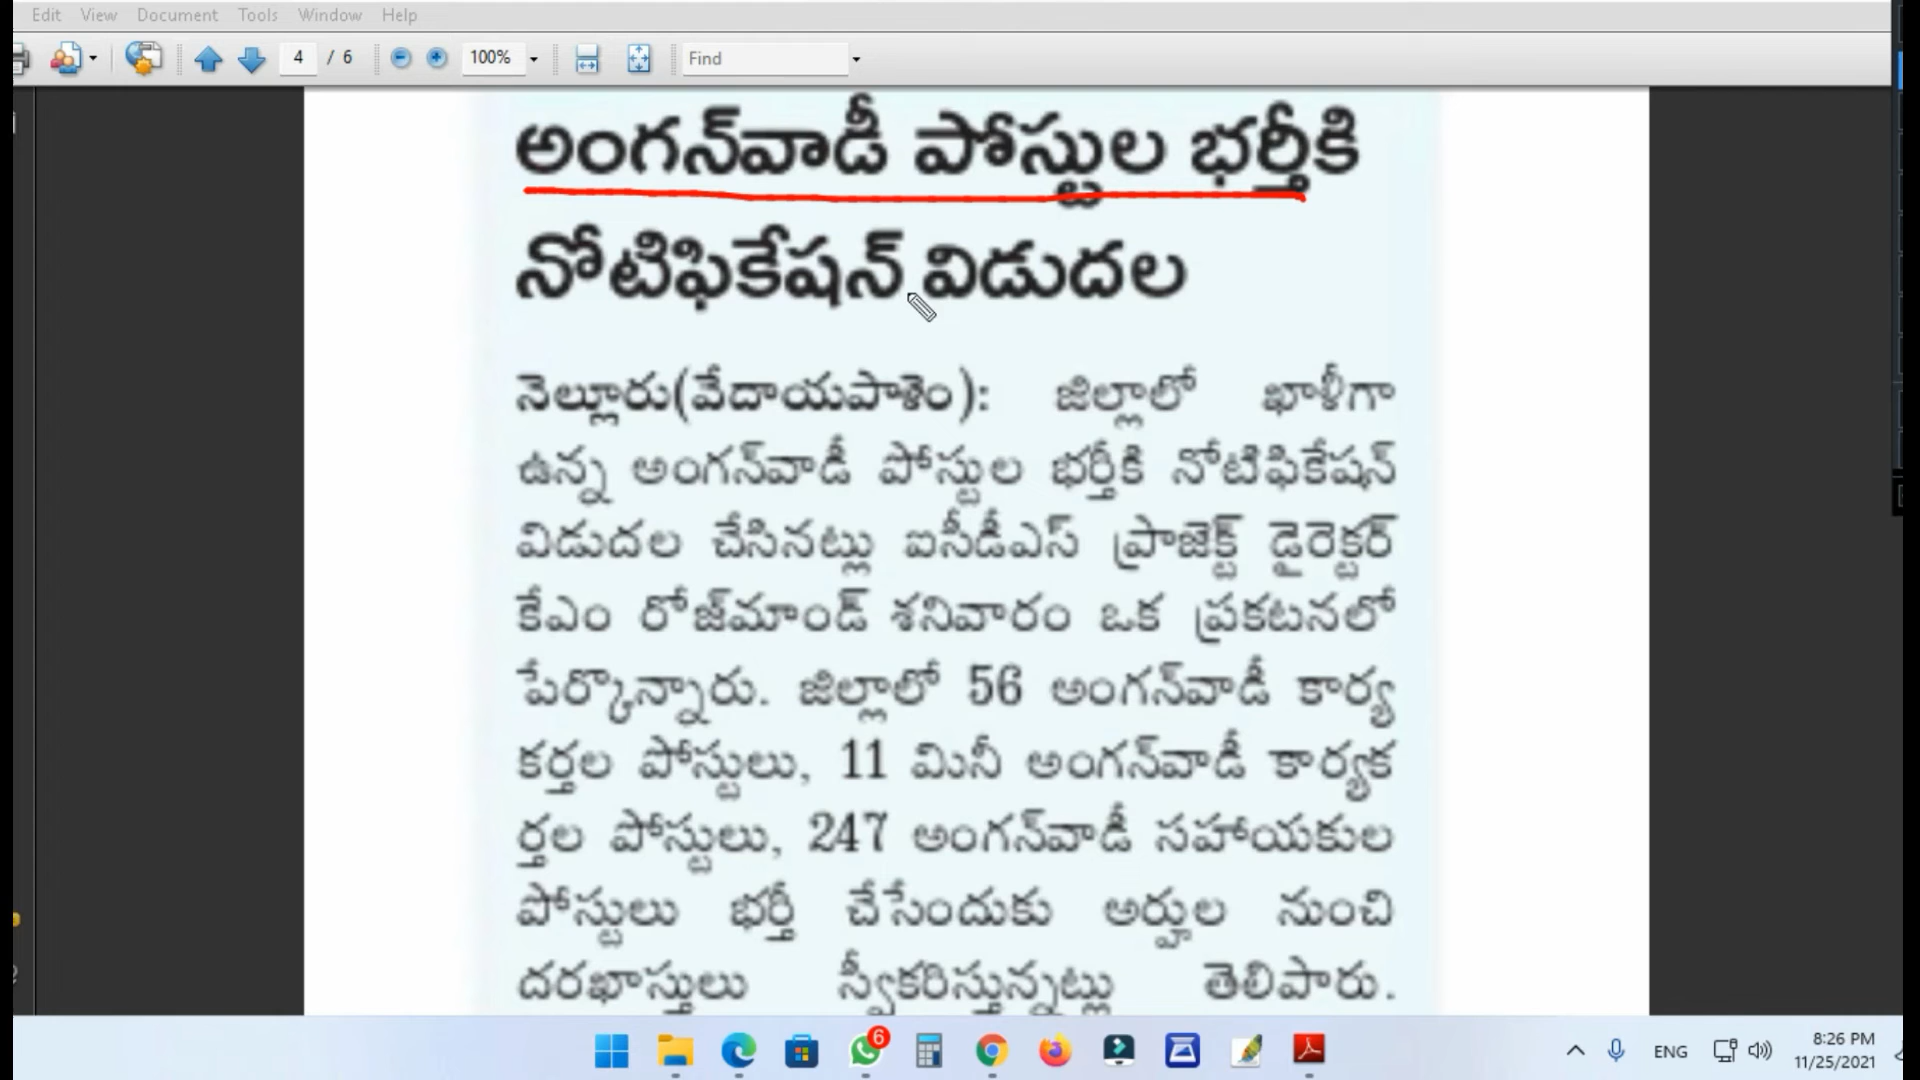 Edit View Document Tools Window Help
4 / 6 100% Find
అంగన్‌వాడీ పోస్టుల భర్తీకి
నోటిఫికేషన్ విడుదల
నెల్లూరు(వేదాయపాళెం): జిల్లాలో ఖాళీగా
ఉన్న అంగన్‌వాడీ పోస్టుల భర్తీకి నోటిఫికేషన్
విడుదల చేసినట్లు ఐసీడీఎస్ ప్రాజెక్ట్ డైరెక్టర్
కేఎం రోజ్‌మాండ్ శనివారం ఒక ప్రకటనలో
పేర్కొన్నారు. జిల్లాలో 56 అంగన్‌వాడీ కార్య
కర్తల పోస్టులు, 11 మినీ అంగన్‌వాడీ కార్యక
ర్తల పోస్టులు, 247 అంగన్‌వాడీ సహాయకుల
పోస్టులు భర్తీ చేసేందుకు అర్హుల నుంచి
దరఖాస్తులు స్వీకరిస్తున్నట్లు తెలిపారు.
6
ENG
8:26 PM
11/25/2021